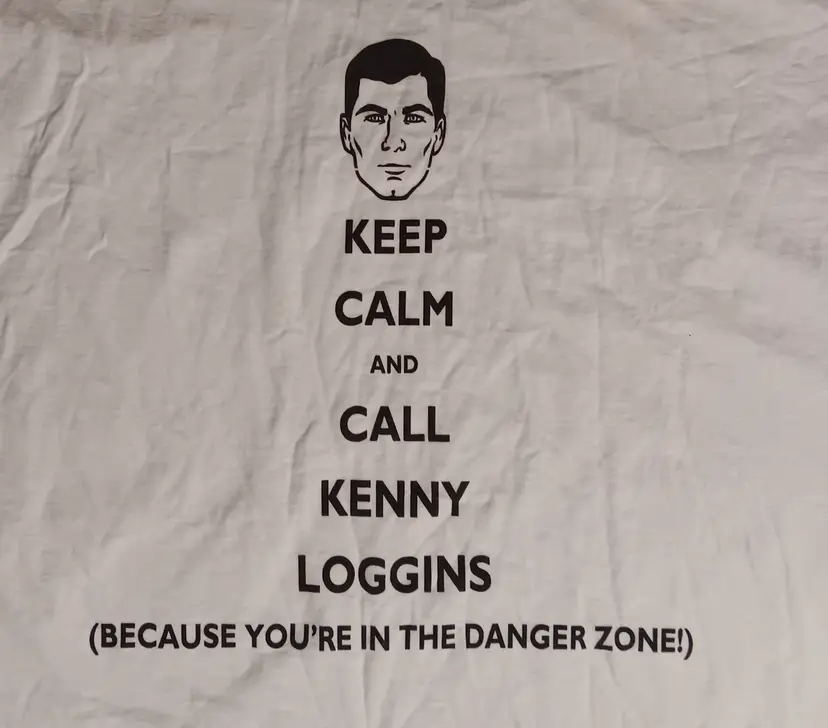 KEEP
CALM
AND
CALL
KENNY
LOGGINS
(BECAUSE YOU'RE IN THE DANGER ZONE!)